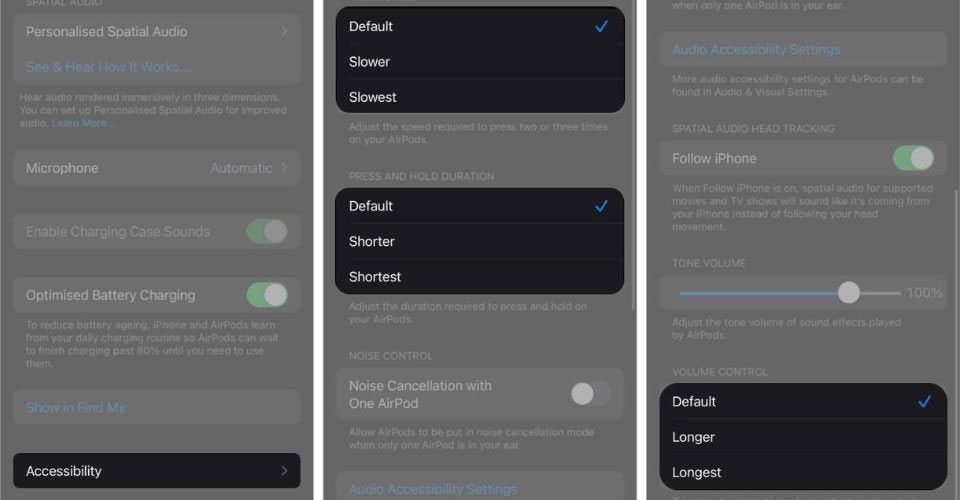 SPATIAL AUDIO
Personalised Spatial Audio
See & Hear How It Works...
Hear audio rendered immersively in three dimensions.
You can set up Personalised Spatial Audio for improved
audio. Learn More...
Microphone
Automatic
Enable Charging Case Sounds
Optimised Battery Charging
To reduce battery ageing, iPhone and AirPods learn
from your daily charging routine so AirPods can wait
to finish charging past 80% until you need to use
them.
Show in Find My
Accessibility
Default
Slower
Slowest
Adjust the speed required to press two or three times
on your AirPods.
PRESS AND HOLD DURATION
Default
Shorter
Shortest
Adjust the duration required to press and hold on
your AirPods.
NOISE CONTROL
Noise Cancellation with
One AirPod
Allow AirPods to be put in noise cancellation mode
when only one AirPod is in your ear.
Audio Accessibility Settings
when only one AirPod is in your ear.
Audio Accessibility Settings
More audio accessibility settings for AirPods can be
found in Audio & Visual Settings.
SPATIAL AUDIO HEAD TRACKING
Follow iPhone
When Follow iPhone is on, spatial audio for supported
movies and TV shows will sound like it's coming from
your iPhone instead of following your head
movement.
TONE VOLUME
100%
Adjust the tone volume of sound effects played
by AirPods.
VOLUME CONTROL
Default
Longer
Longest